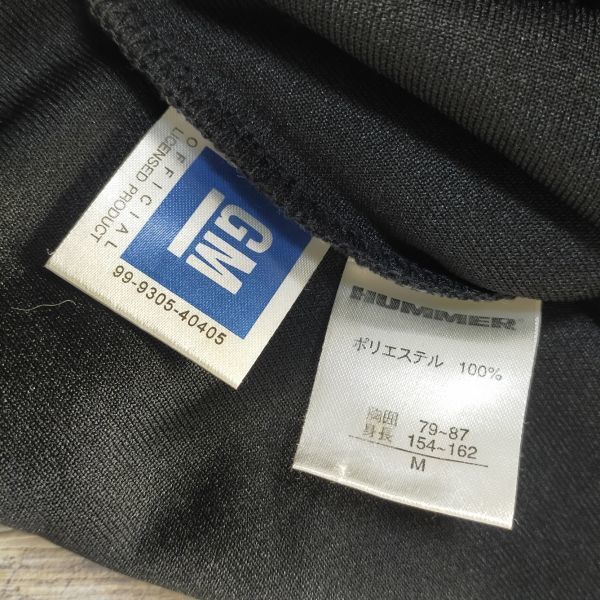 OFFICIAL
LICENSED PRODUCT
GM
99-9305-40405
HUMMER
ポリエステル 100%
胸囲 79~87
身長 154~162
M